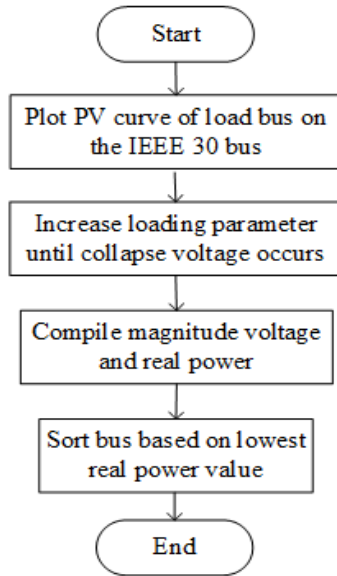 Start
Plot PV curve of load bus on
the IEEE 30 bus
Increase loading parameter
until collapse voltage occurs
Compile magnitude voltage
and real power
Sort bus based on lowest
real power value
End